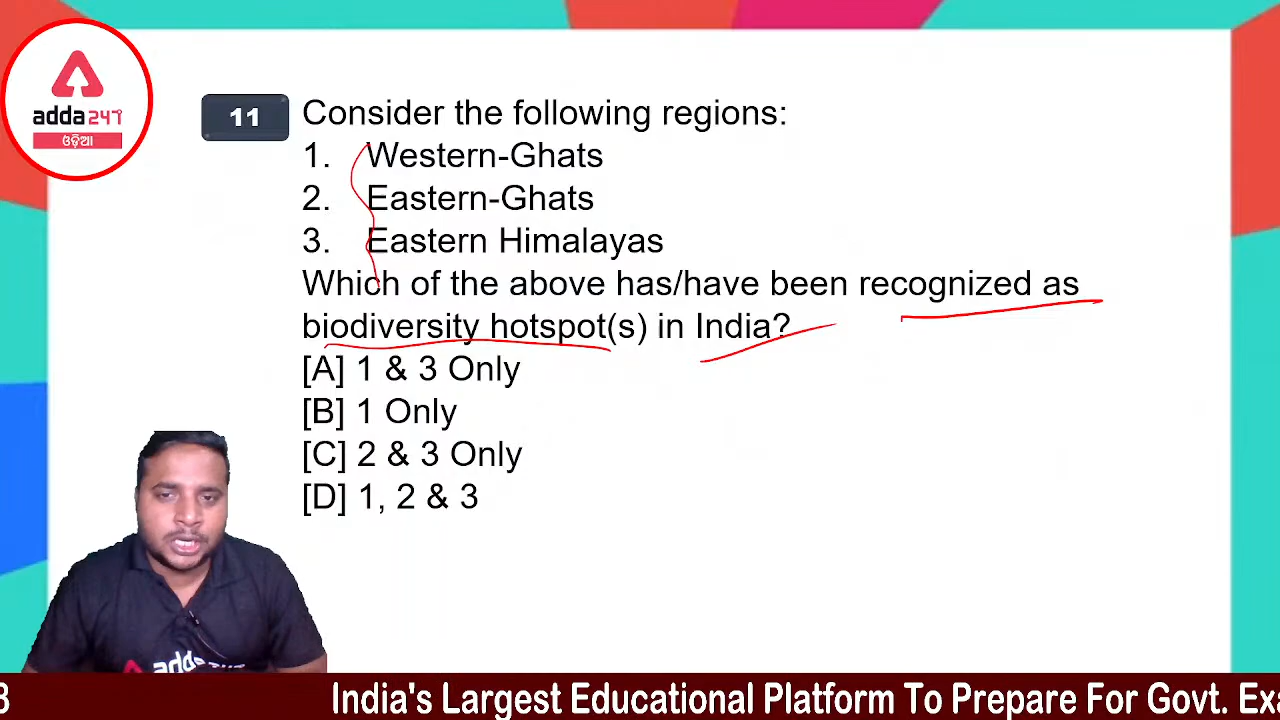 adda247
ଓଡ଼ିଆ
11 Consider the following regions:
1. Western-Ghats
2. Eastern-Ghats
3. Eastern Himalayas
Which of the above has/have been recognized as
biodiversity hotspot(s) in India?
[A] 1 & 3 Only
[B] 1 Only
[C] 2 & 3 Only
[D] 1, 2 & 3
3 India's Largest Educational Platform To Prepare For Govt. Exa